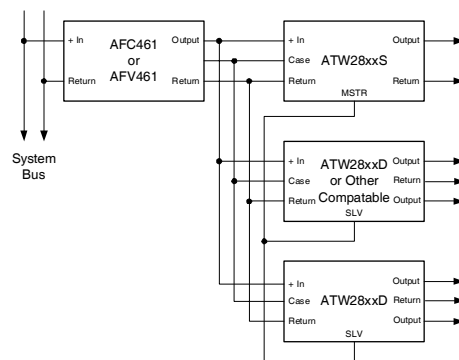 + In
Return
AFC461
or
AFV461
Output
Return
System
Bus
+ In
Case
Return
ATW28xxS
MSTR
Output
Return
+ In
Case
Return
ATW28xxD
or Other
Compatable
SLV
Output
Return
Output
+ In
Case
Return
ATW28xxD
SLV
Output
Return
Output